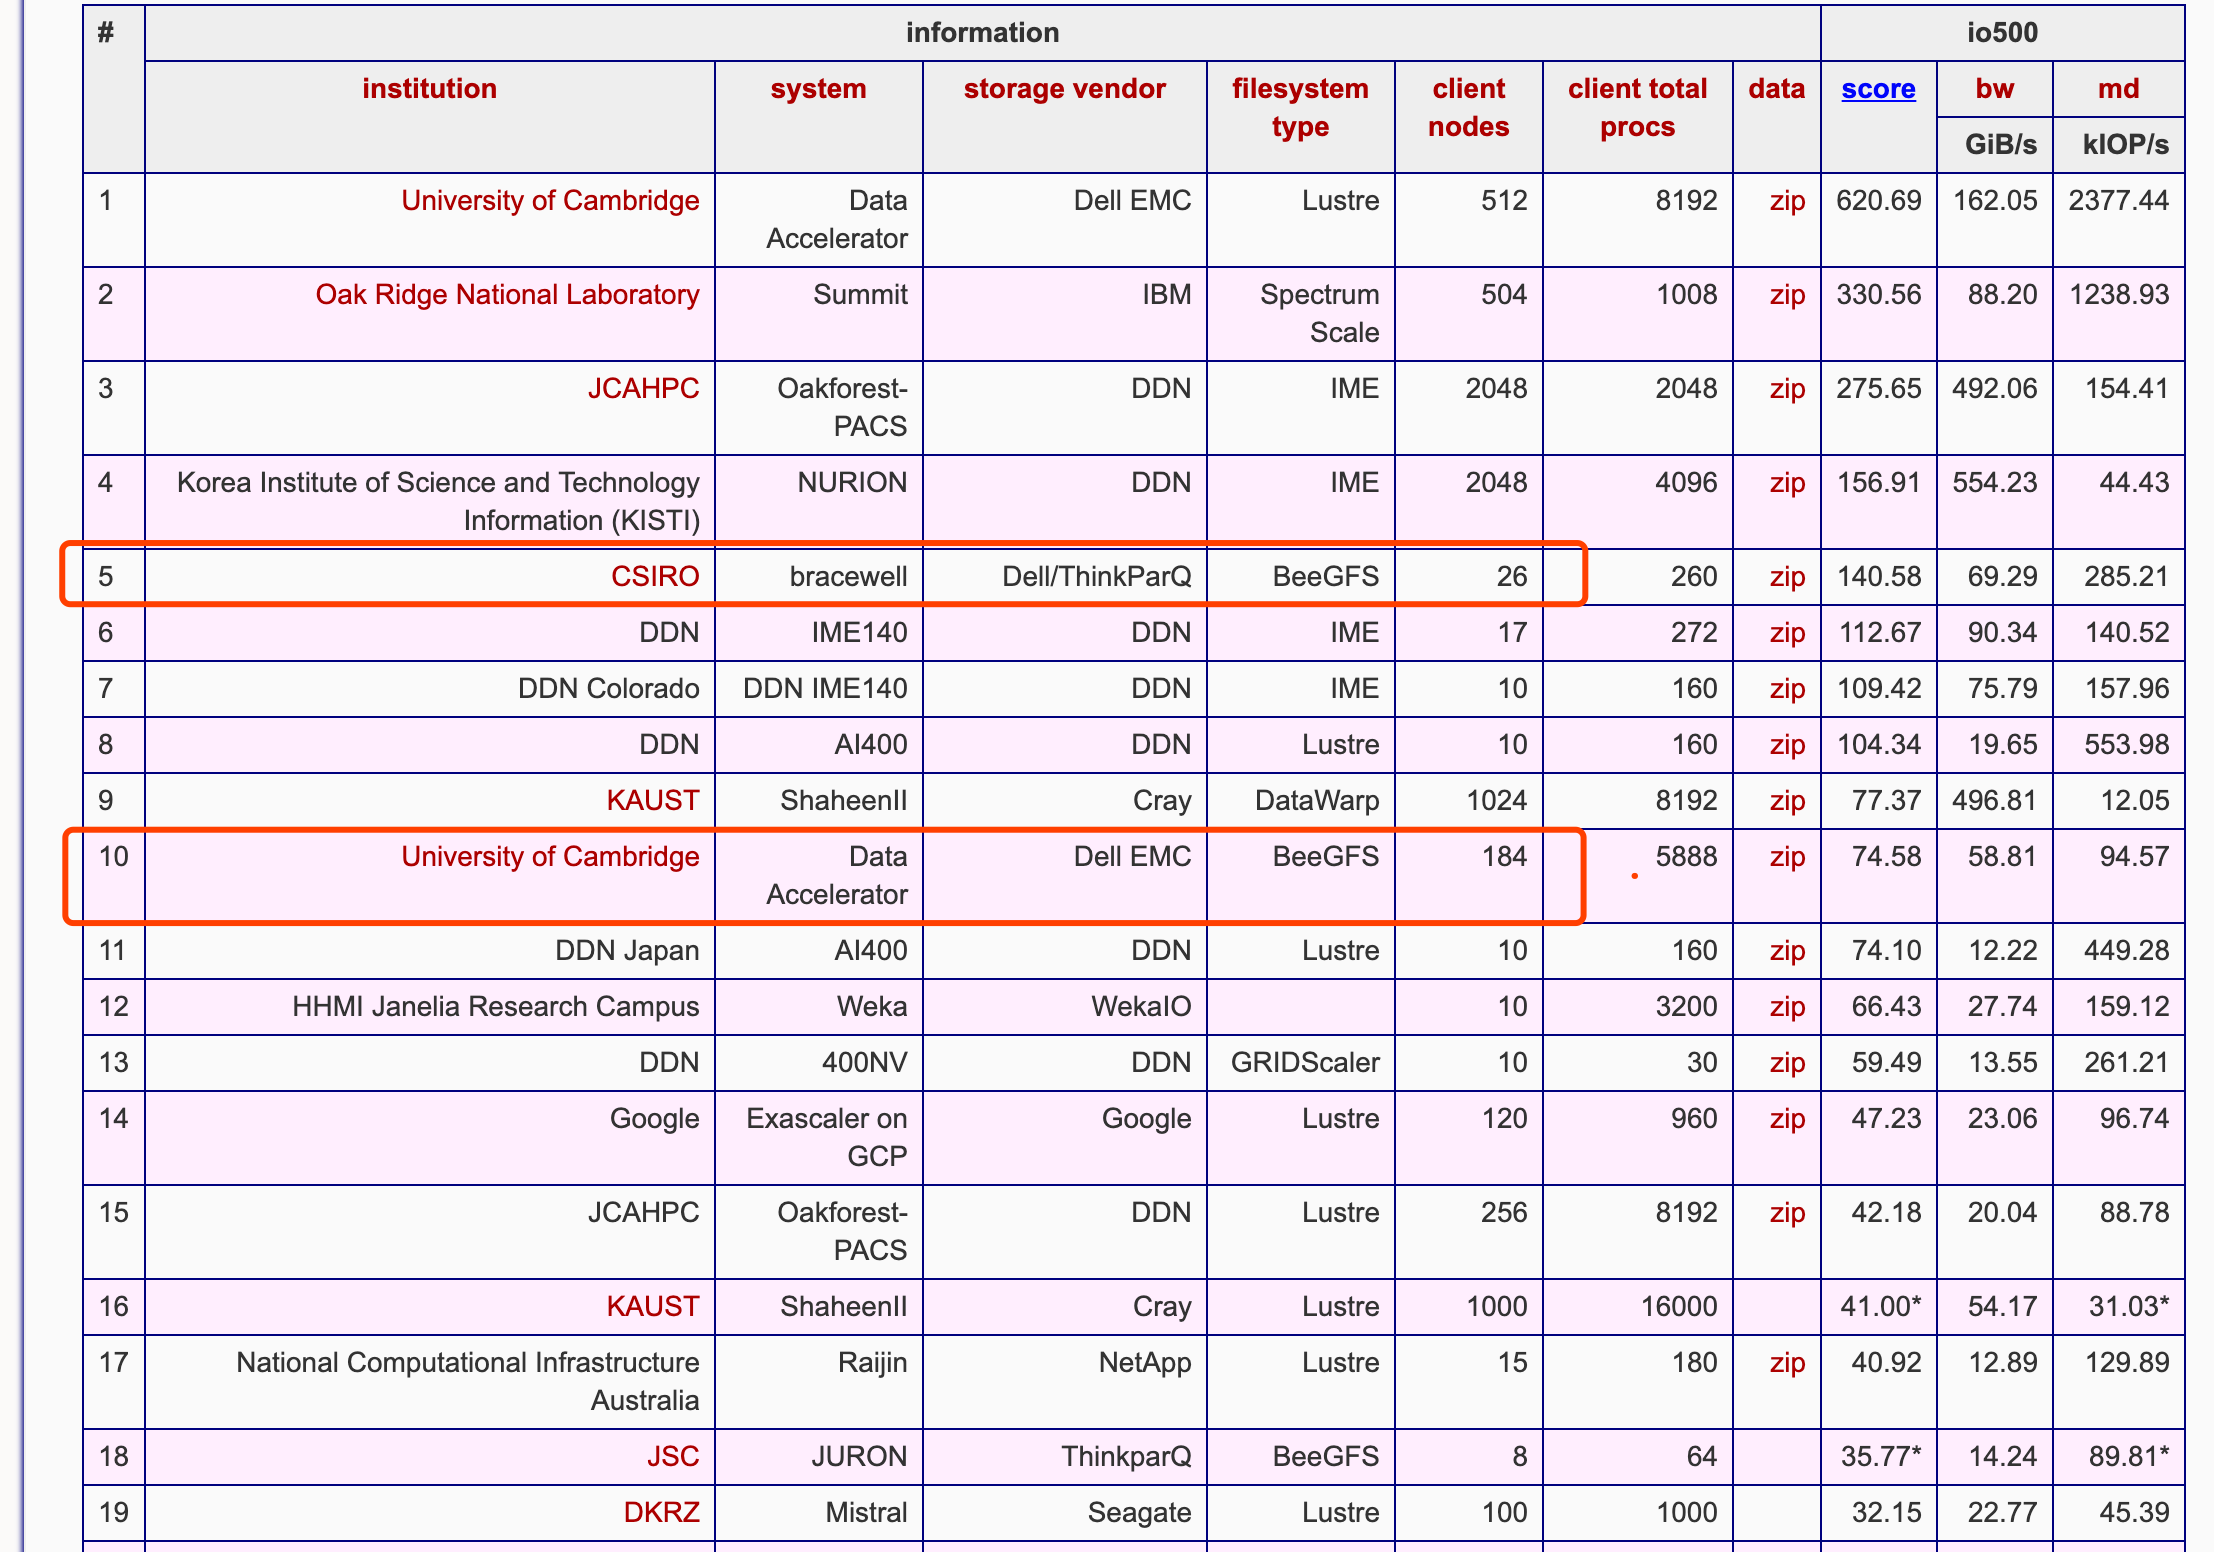 # information io500
institution system storage vendor filesystem type client nodes client total procs data score bw md
GiB/s kIOP/s
1 University of Cambridge Data Accelerator Dell EMC Lustre 512 8192 zip 620.69 162.05 2377.44
2 Oak Ridge National Laboratory Summit IBM Spectrum Scale 504 1008 zip 330.56 88.20 1238.93
3 JCAHPC Oakforest-PACS DDN IME 2048 2048 zip 275.65 492.06 154.41
4 Korea Institute of Science and Technology Information (KISTI) NURION DDN IME 2048 4096 zip 156.91 554.23 44.43
5 CSIRO bracewell Dell/ThinkParQ BeeGFS 26 260 zip 140.58 69.29 285.21
6 DDN IME140 DDN IME 17 272 zip 112.67 90.34 140.52
7 DDN Colorado DDN IME140 DDN IME 10 160 zip 109.42 75.79 157.96
8 DDN AI400 DDN Lustre 10 160 zip 104.34 19.65 553.98
9 KAUST ShaheenII Cray DataWarp 1024 8192 zip 77.37 496.81 12.05
10 University of Cambridge Data Accelerator Dell EMC BeeGFS 184 5888 zip 74.58 58.81 94.57
11 DDN Japan AI400 DDN Lustre 10 160 zip 74.10 12.22 449.28
12 HHMI Janelia Research Campus Weka WekaIO 10 3200 zip 66.43 27.74 159.12
13 DDN 400NV DDN GRIDScaler 10 30 zip 59.49 13.55 261.21
14 Google Exascaler on GCP Google Lustre 120 960 zip 47.23 23.06 96.74
15 JCAHPC Oakforest-PACS DDN Lustre 256 8192 zip 42.18 20.04 88.78
16 KAUST ShaheenII Cray Lustre 1000 16000 41.00* 54.17 31.03*
17 National Computational Infrastructure Australia Raijin NetApp Lustre 15 180 zip 40.92 12.89 129.89
18 JSC JURON ThinkparQ BeeGFS 8 64 35.77* 14.24 89.81*
19 DKRZ Mistral Seagate Lustre 100 1000 32.15 22.77 45.39